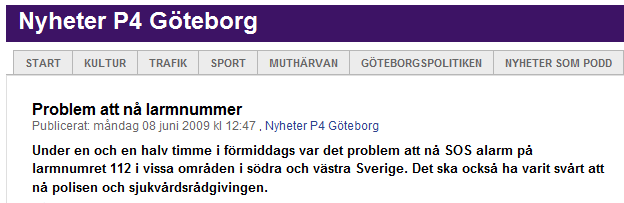 Nyheter P4 Göteborg
START KULTUR TRAFIK SPORT MUTHÄRVAN GÖTEBORGSPOLITIKEN NYHETER SOM PODD
Problem att nå larmnummer
Publicerat: måndag 08 juni 2009 kl 12:47 , Nyheter P4 Göteborg
Under en och en halv timme i förmiddags var det problem att nå SOS alarm på
larmnumret 112 i vissa områden i södra och västra Sverige. Det ska också ha varit svårt att
nå polisen och sjukvårdsrådgivingen.